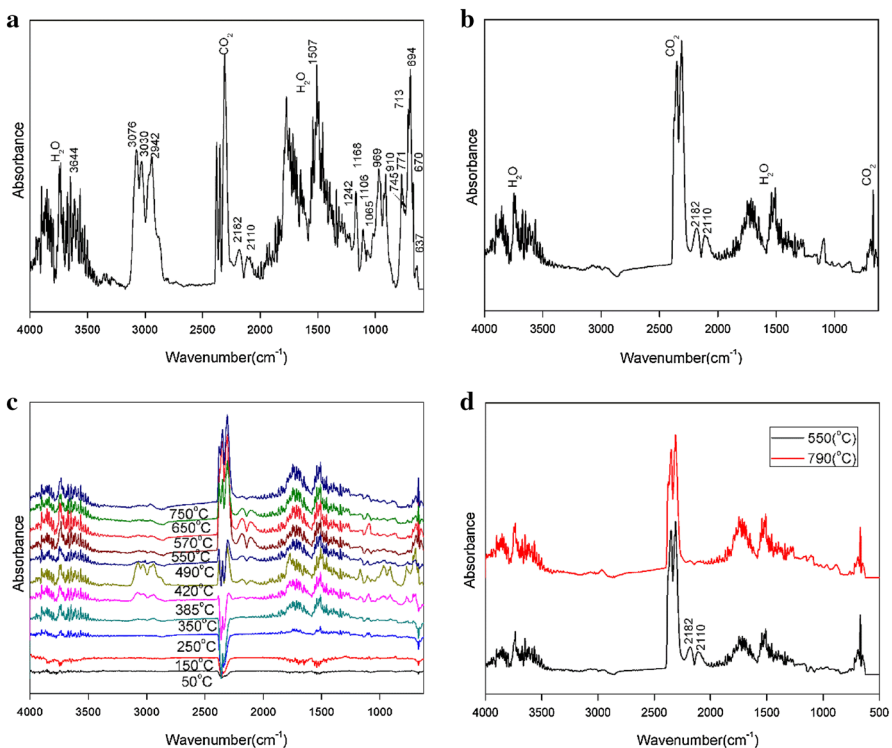 a
Absorbance
H₂O
3644
3076
3030
2942
CO₂
2182
2110
H₂O
1507
1242
1168
1106
1065
969
910
745
771
713
694
670
637
4000 3500 3000 2500 2000 1500 1000
Wavenumber(cm⁻¹)
b
Absorbance
H₂O
CO₂
2182
2110
H₂O
CO₂
4000 3500 3000 2500 2000 1500 1000
Wavenumber(cm⁻¹)
c
Absorbance
750°C
650°C
570°C
550°C
490°C
420°C
385°C
350°C
250°C
150°C
50°C
4000 3500 3000 2500 2000 1500 1000
Wavenumber(cm⁻¹)
d
Absorbance
550(°C)
790(°C)
2182
2110
4000 3500 3000 2500 2000 1500 1000 500
Wavenumber(cm⁻¹)